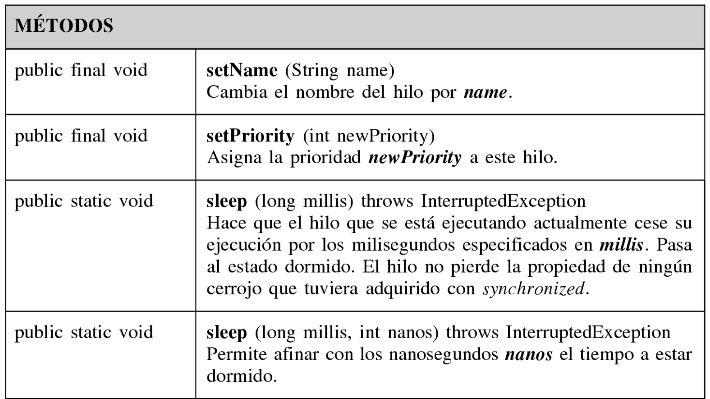 MÉTODOS
public final void
setName (String name)
Cambia el nombre del hilo por name.
public final void
setPriority (int newPriority)
Asigna la prioridad newPriority a este hilo.
public static void
sleep (long millis) throws InterruptedException
Hace que el hilo que se está ejecutando actualmente cese su
ejecución por los milisegundos especificados en millis. Pasa
al estado dormido. El hilo no pierde la propiedad de ningún
cerrojo que tuviera adquirido con synchronized.
public static void
sleep (long millis, int nanos) throws InterruptedException
Permite afinar con los nanosegundos nanos el tiempo a estar
dormido.